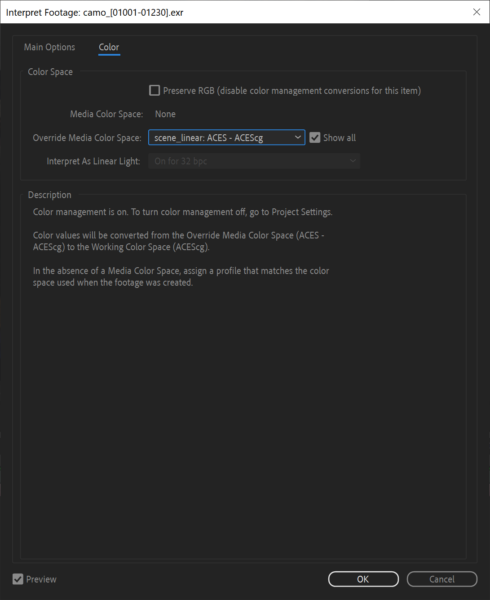 Interpret Footage: camo_[01001-01230].exr
Main Options Color
Color Space
Preserve RGB (disable color management conversions for this item)
Media Color Space: None
Override Media Color Space: scene_linear: ACES - ACEScg Show all
Interpret As Linear Light: On for 32 bpc
Description
Color management is on. To turn color management off, go to Project Settings.
Color values will be converted from the Override Media Color Space (ACES -
ACEScg) to the Working Color Space (ACEScg).
In the absence of a Media Color Space, assign a profile that matches the color
space used when the footage was created.
Preview OK Cancel